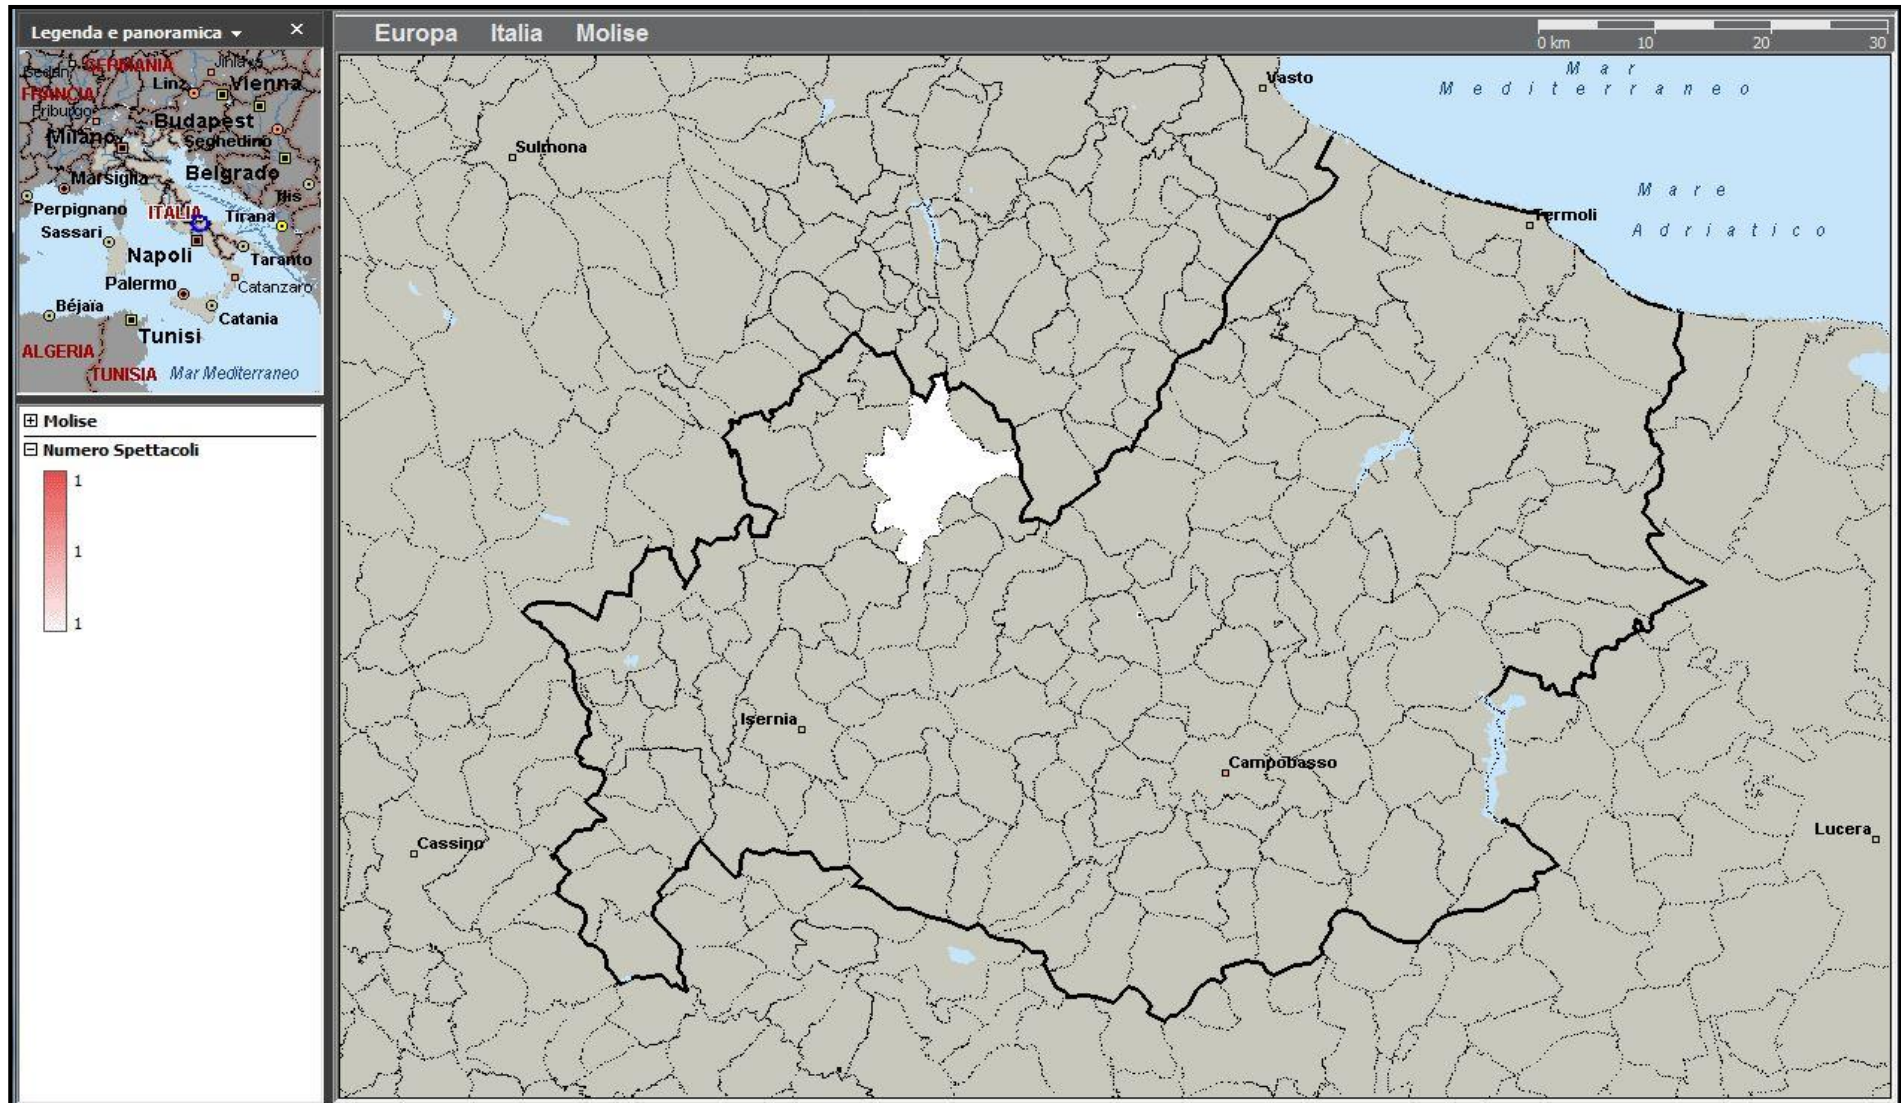 Legenda e panoramica
Europa Italia Molise
0 km 10 20 30
GERMANIA
Jihlava
Linz
Vienna
FRANCIA
Friburgo
Budapest
Milano
Seghedino
Marsiglia
Belgrado
Perpignano
ITALIA
Tirana
Sassari
Napoli
Taranto
Palermo
Catanzaro
Béjaïa
Catania
Tunisi
ALGERIA
TUNISIA
Mar Mediterraneo
Molise
Numero Spettacoli
1
1
1
Vasto
Mar
Mediterraneo
Sulmona
Mare
Adriatico
Termoli
Isernia
Campobasso
Cassino
Lucera